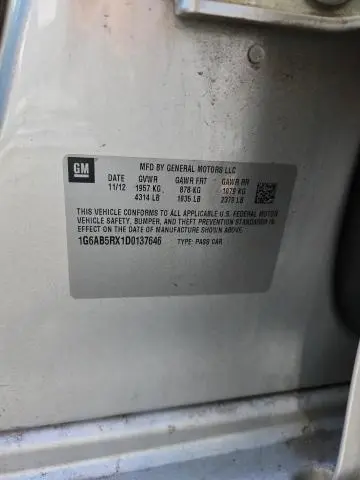 GM
MFD BY GENERAL MOTORS LLC
DATE GVWR GAWR FRT GAWR RR
11/12 1957 KG 878 KG 1079 KG
4314 LB 1935 LB 2379 LB
THIS VEHICLE CONFORMS TO ALL APPLICABLE U.S. FEDERAL MOTOR
VEHICLE SAFETY, BUMPER, AND THEFT PREVENTION STANDARDS IN
EFFECT ON THE DATE OF MANUFACTURE SHOWN ABOVE.
1G6AB5RX1D0137646 TYPE: PASS CAR